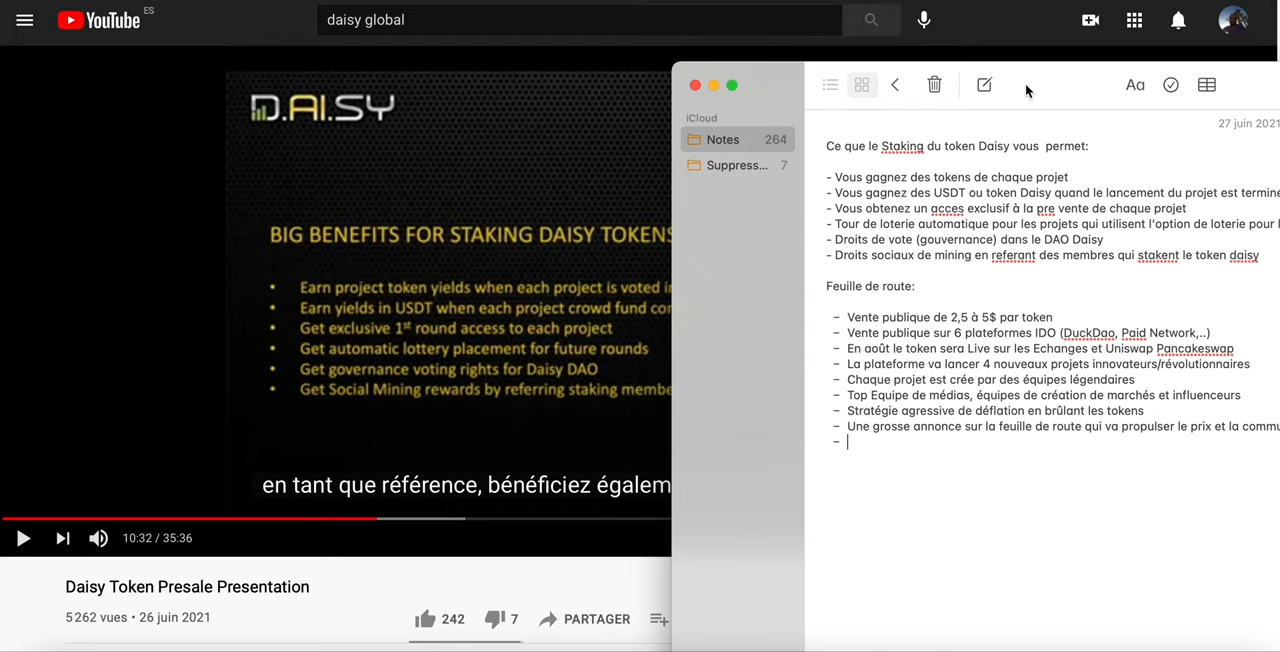 YouTube ES
daisy global
D.AI.SY
BIG BENEFITS FOR STAKING DAISY TOKENS
• Earn project token yields when each project is voted in
• Earn yields in USDT when each project crowd fund
• Get exclusive 1st round access to each project
• Get automatic lottery placement for future rounds
• Get governance voting rights for Daisy DAO
• Get Social Mining rewards by referring staking
en tant que référence, bénéficiez égalem
10:32 / 35:36
Daisy Token Presale Presentation
5 262 vues • 26 juin 2021
242
7
PARTAGER
iCloud
Notes 264
Suppress... 7
Aa
27 juin 2021
Ce que le Staking du token Daisy vous permet:
- Vous gagnez des tokens de chaque projet
- Vous gagnez des USDT ou token Daisy quand le lancement du projet est termine
- Vous obtenez un acces exclusif à la pre vente de chaque projet
- Tour de loterie automatique pour les projets qui utilisent l'option de loterie pour
- Droits de vote (gouvernance) dans le DAO Daisy
- Droits sociaux de mining en referant des membres qui stakent le token daisy
Feuille de route:
– Vente publique de 2,5 à 5$ par token
– Vente publique sur 6 plateformes IDO (DuckDao, Paid Network,..)
– En août le token sera Live sur les Echanges et Uniswap Pancakeswap
– La plateforme va lancer 4 nouveaux projets innovateurs/révolutionnaires
– Chaque projet est crée par des équipes légendaires
– Top Equipe de médias, équipes de création de marchés et influenceurs
– Stratégie agressive de déflation en brûlant les tokens
– Une grosse annonce sur la feuille de route qui va propulser le prix et la commu
–